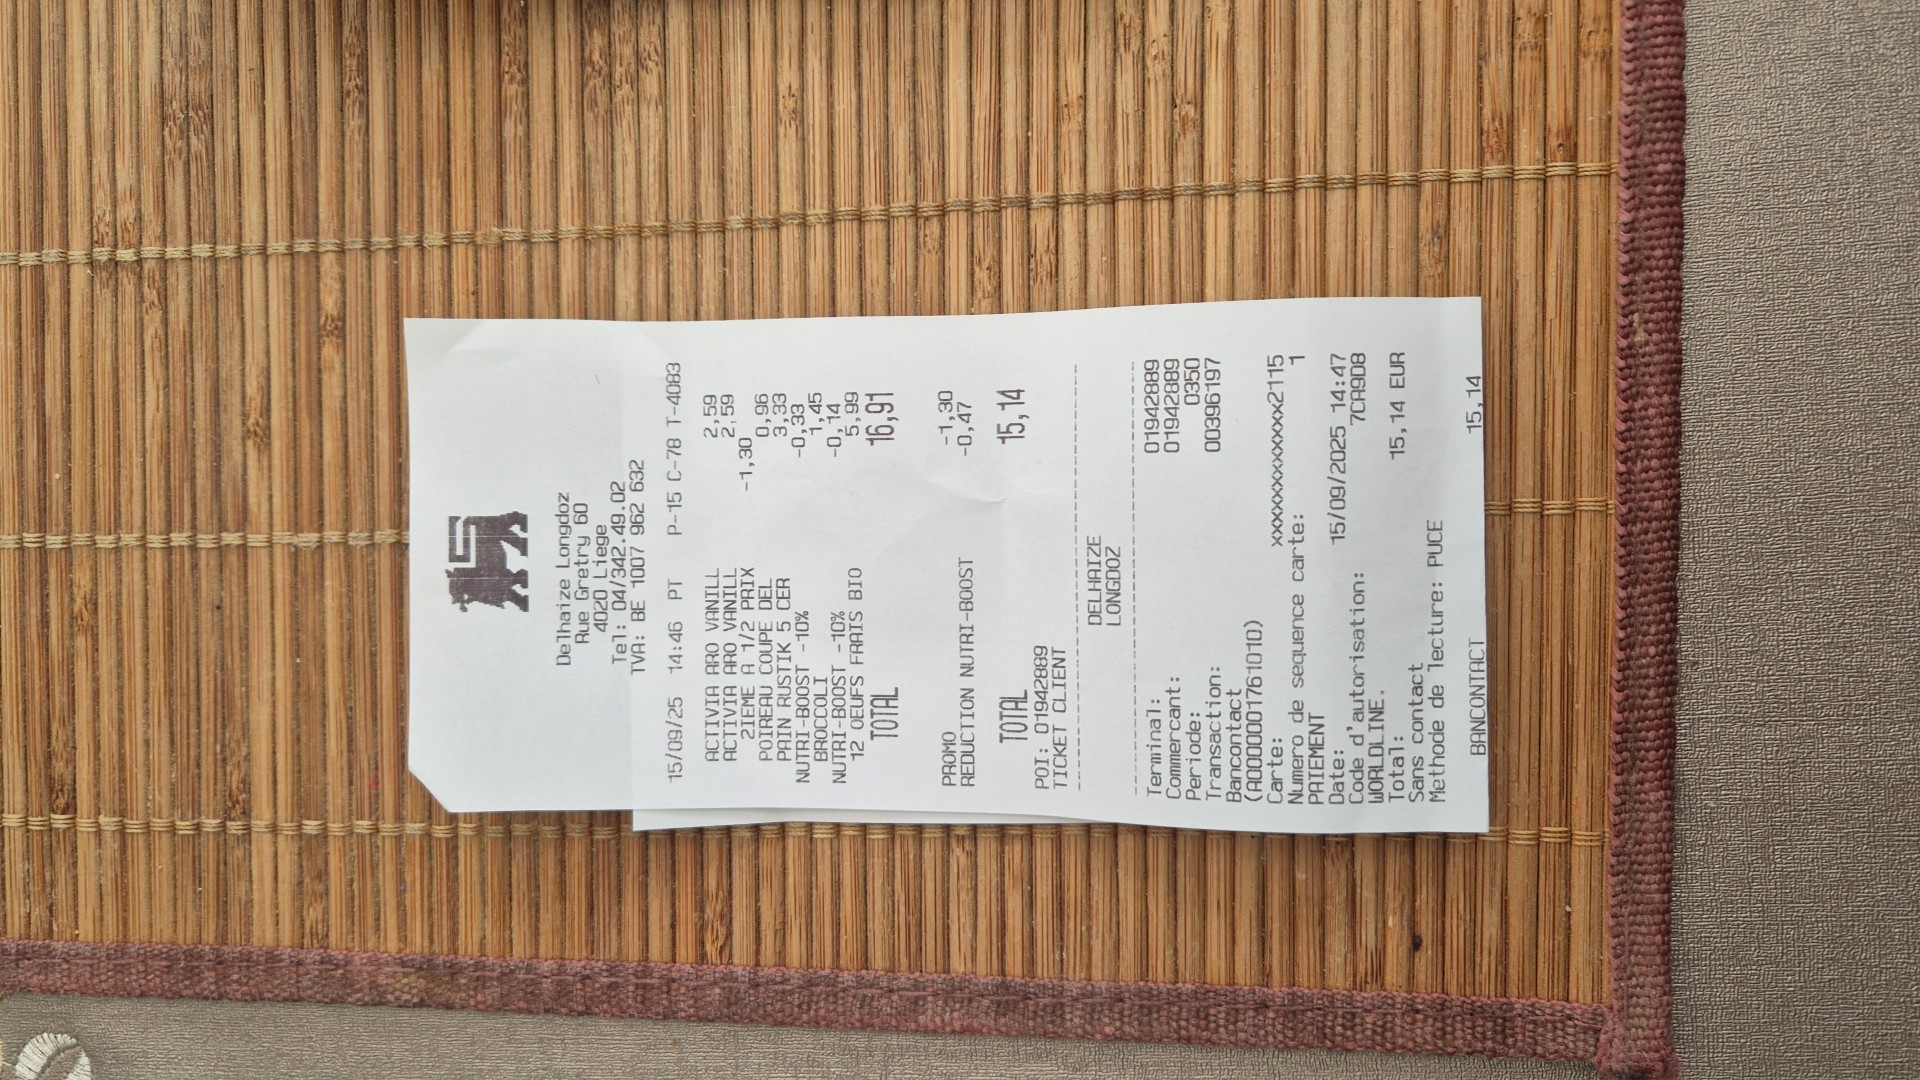 Delhaize Longdoz
Rue Gretry 60
4020 Liege
Tel: 04/342.49.02
TVA: BE 1007 962 632
15/09/25 14:46 PT P-15 C-78 T-4083
ACTIVIA ARO VANILL 2,59
ACTIVIA ARO VANILL 2,59
2IEME A 1/2 PRIX -1,30
POIREAU COUPE DEL 0,96
PAIN RUSTIK 5 CER 3,33
NUTRI-BOOST -10% -0,33
BROCCOLI 1,45
NUTRI-BOOST -10% -0,14
12 OEUFS FRAIS BIO 5,99
TOTAL 16,91
PROMO -1,30
REDUCTION NUTRI-BOOST -0,47
TOTAL 15,14
POI: 01942889
TICKET CLIENT
DELHAIZE
LONGDOZ
Terminal: 01942889
Commercant: 01942889
Periode: 0350
Transaction: 00396197
Bancontact
(A0000001761010)
Carte: xxxxxxxxxxxxx2115
Numero de sequence carte: 1
PAIEMENT
Date: 15/09/2025 14:47
Code d'autorisation: 7CA9D8
WORLDLINE.
Total: 15,14 EUR
Sans contact
Methode de lecture: PUCE
BANCONTACT 15,14